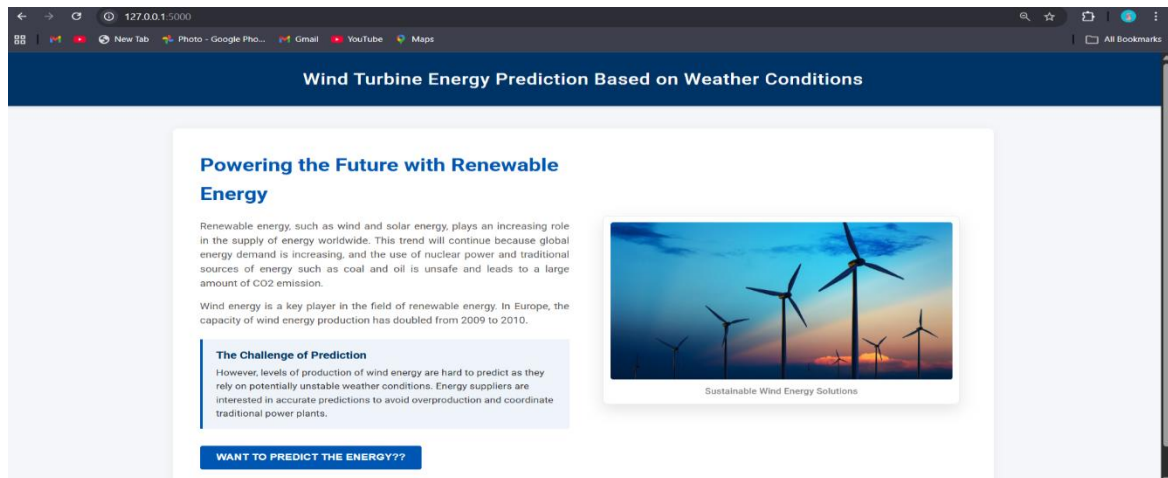 127.0.0.1:5000
New Tab Photo - Google Pho... Gmail YouTube Maps All Bookmarks
Wind Turbine Energy Prediction Based on Weather Conditions
Powering the Future with Renewable
Energy
Renewable energy, such as wind and solar energy, plays an increasing role
in the supply of energy worldwide. This trend will continue because global
energy demand is increasing, and the use of nuclear power and traditional
sources of energy such as coal and oil is unsafe and leads to a large
amount of CO2 emission.
Wind energy is a key player in the field of renewable energy. In Europe, the
capacity of wind energy production has doubled from 2009 to 2010.
The Challenge of Prediction
However, levels of production of wind energy are hard to predict as they
rely on potentially unstable weather conditions. Energy suppliers are
interested in accurate predictions to avoid overproduction and coordinate
traditional power plants.
WANT TO PREDICT THE ENERGY??
Sustainable Wind Energy Solutions